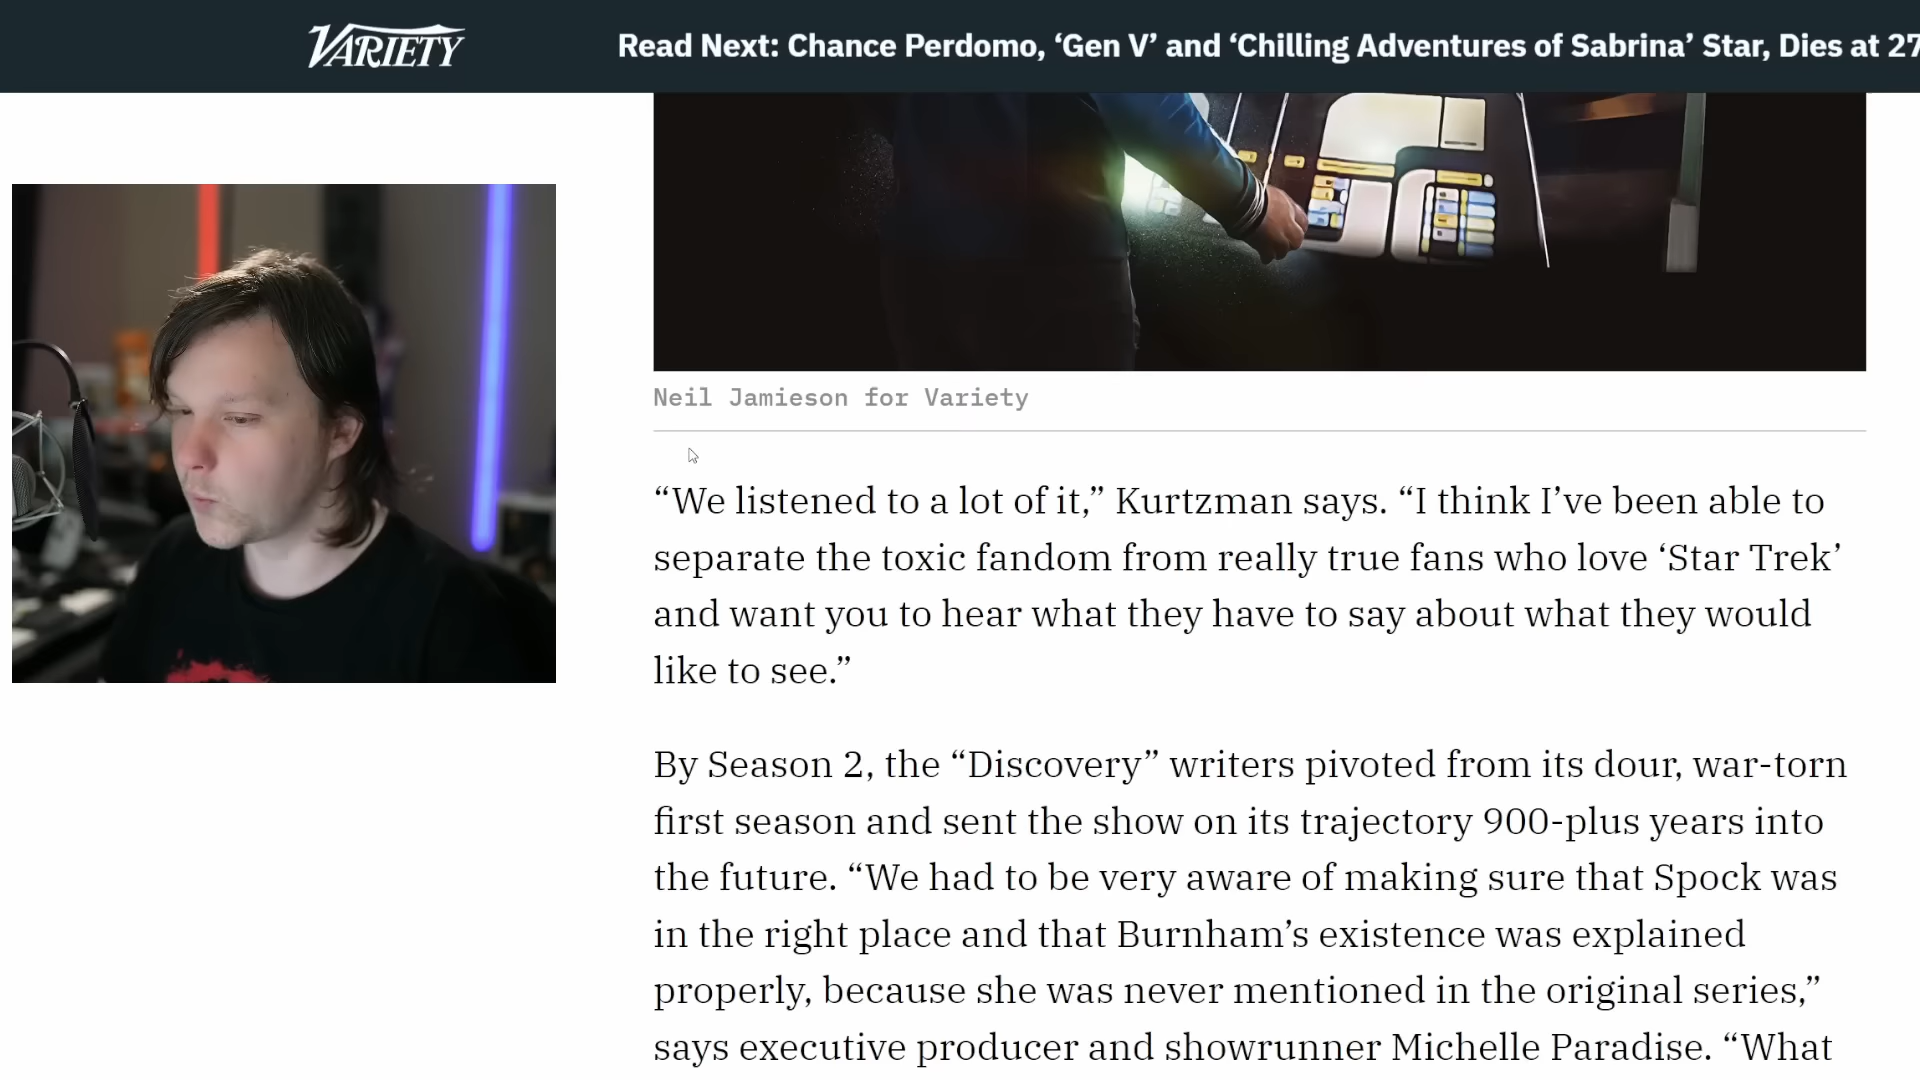 VARIETY
Read Next: Chance Perdomo, ‘Gen V’ and ‘Chilling Adventures of Sabrina’ Star, Dies at 27
Neil Jamieson for Variety
“We listened to a lot of it,” Kurtzman says. “I think I’ve been able to
separate the toxic fandom from really true fans who love ‘Star Trek’
and want you to hear what they have to say about what they would
like to see.”
By Season 2, the “Discovery” writers pivoted from its dour, war-torn
first season and sent the show on its trajectory 900-plus years into
the future. “We had to be very aware of making sure that Spock was
in the right place and that Burnham’s existence was explained
properly, because she was never mentioned in the original series,”
says executive producer and showrunner Michelle Paradise. “What